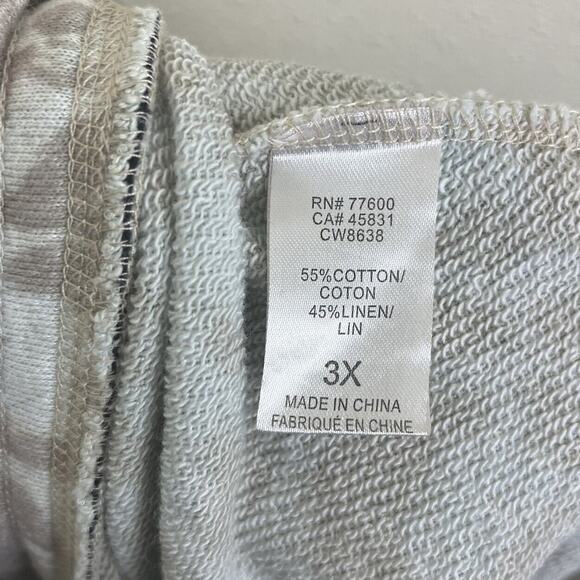 RN# 77600
CA# 45831
CW8638
55%COTTON/
COTON
45%LINEN/
LIN
3X
MADE IN CHINA
FABRIQUÉ EN CHINE